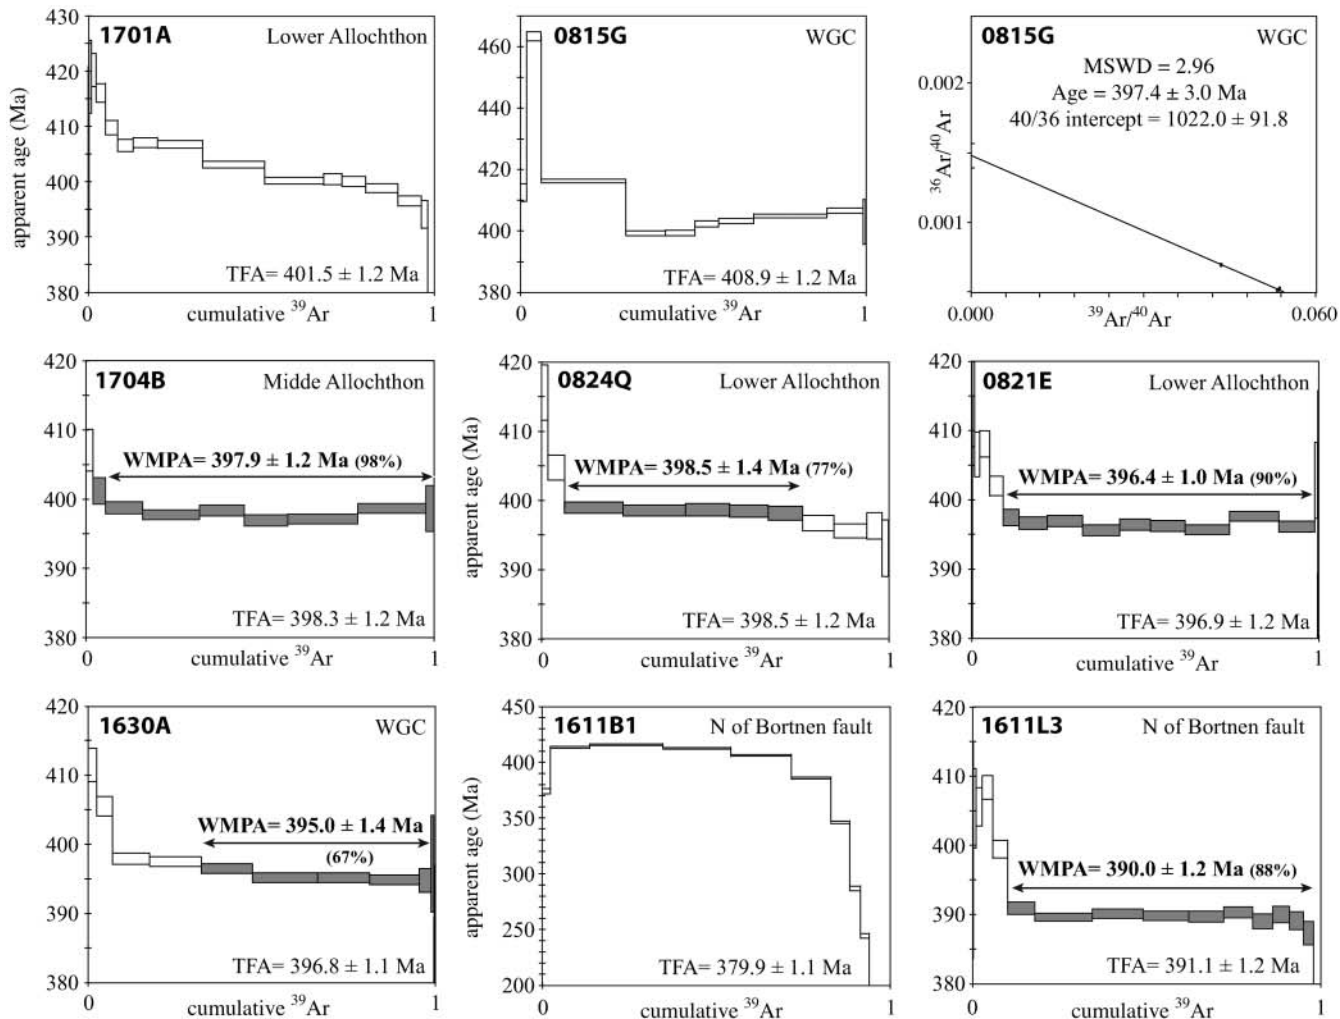 1701A
Lower Allochthon
430
420
410
400
390
380
apparent age (Ma)
TFA= 401.5 ± 1.2 Ma
0
cumulative ³⁹Ar
1
0815G
WGC
460
440
420
400
380
TFA= 408.9 ± 1.2 Ma
0
cumulative ³⁹Ar
1
0815G
WGC
MSWD = 2.96
Age = 397.4 ± 3.0 Ma
40/36 intercept = 1022.0 ± 91.8
0.002
0.001
³⁶Ar/⁴⁰Ar
0.000
³⁹Ar/⁴⁰Ar
0.060
1704B
Midde Allochthon
420
410
400
390
380
WMPA= 397.9 ± 1.2 Ma (98%)
TFA= 398.3 ± 1.2 Ma
0
cumulative ³⁹Ar
1
0824Q
Lower Allochthon
420
410
400
390
380
apparent age (Ma)
WMPA= 398.5 ± 1.4 Ma (77%)
TFA= 398.5 ± 1.2 Ma
0
cumulative ³⁹Ar
1
0821E
Lower Allochthon
420
410
400
390
380
WMPA= 396.4 ± 1.0 Ma (90%)
TFA= 396.9 ± 1.2 Ma
0
cumulative ³⁹Ar
1
1630A
WGC
420
410
400
390
380
WMPA= 395.0 ± 1.4 Ma
(67%)
TFA= 396.8 ± 1.1 Ma
0
cumulative ³⁹Ar
1
1611B1
N of Bortnen fault
450
400
350
300
250
200
apparent age (Ma)
TFA= 379.9 ± 1.1 Ma
0
cumulative ³⁹Ar
1
1611L3
N of Bortnen fault
420
410
400
390
380
WMPA= 390.0 ± 1.2 Ma (88%)
TFA= 391.1 ± 1.2 Ma
0
cumulative ³⁹Ar
1